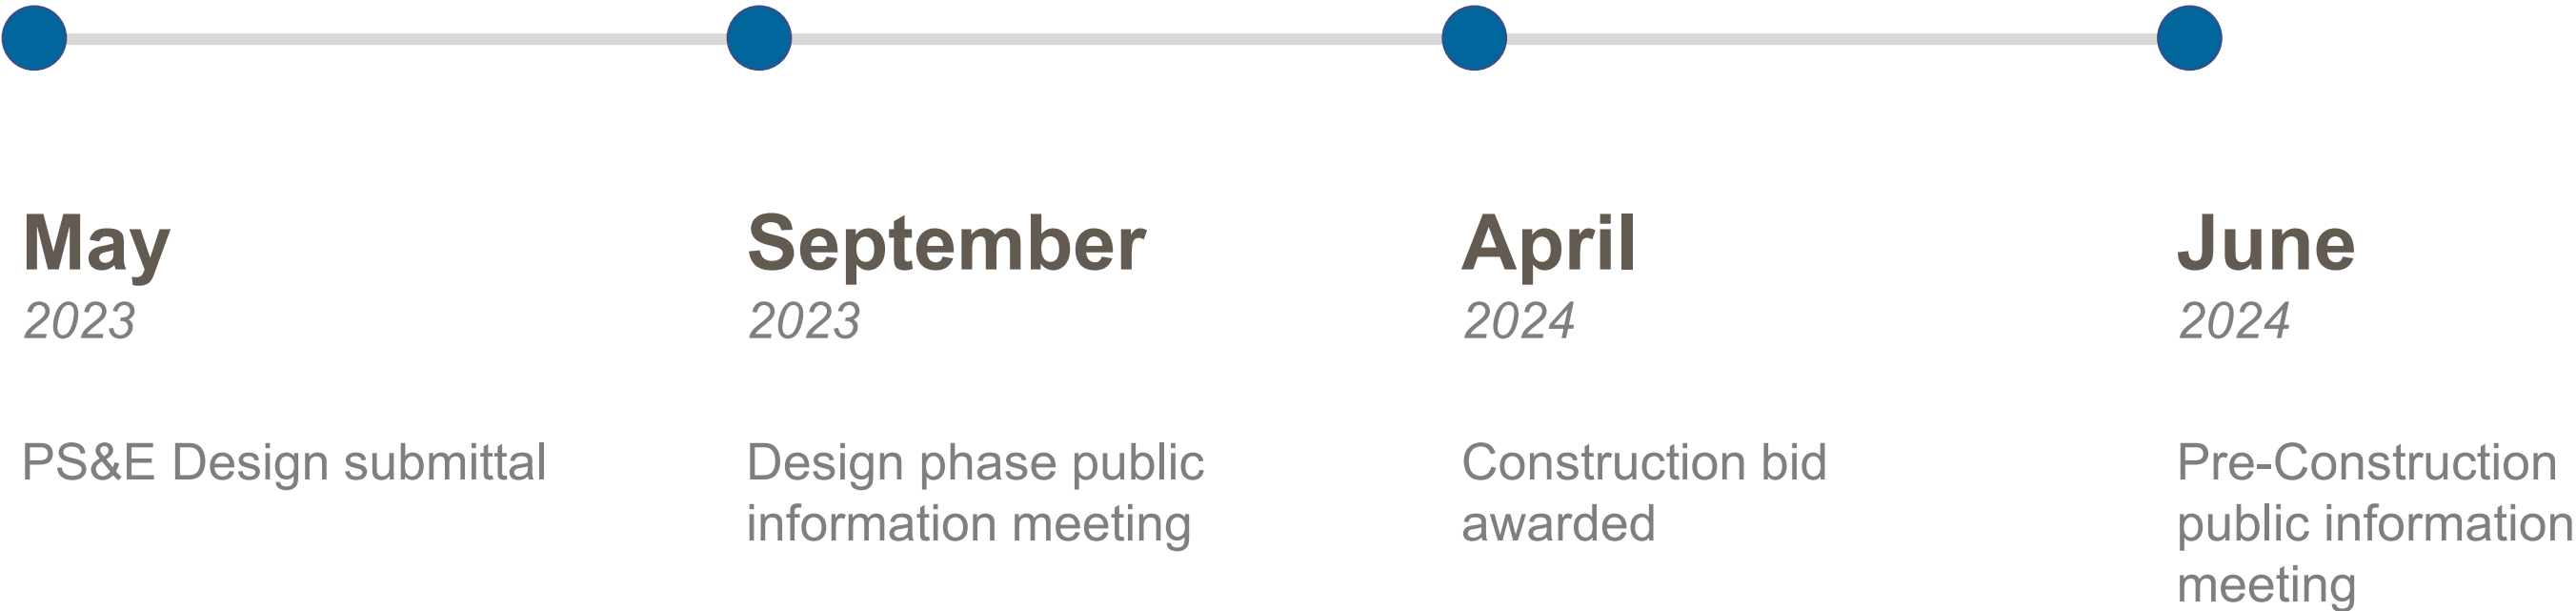 May
2023
PS&E Design submittal
September
2023
Design phase public
information meeting
April
2024
Construction bid
awarded
June
2024
Pre-Construction
public information
meeting